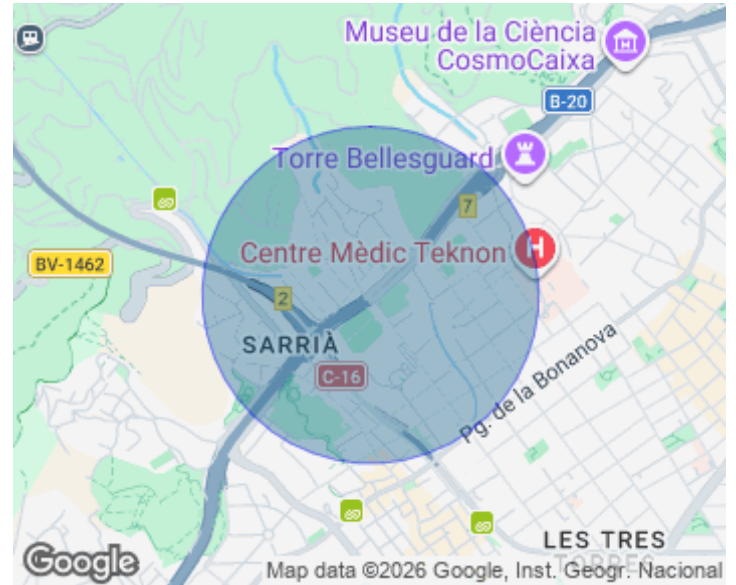 Museu de la Ciència
CosmoCaixa
B-20
Torre Bellesguard
7
Centre Mèdic Teknon
H
BV-1462
2
SARRIÀ
C-16
Pg. de la Bonanova
LES TRES
TORRES
Google
Map data ©2026 Google, Inst. Geogr. Nacional